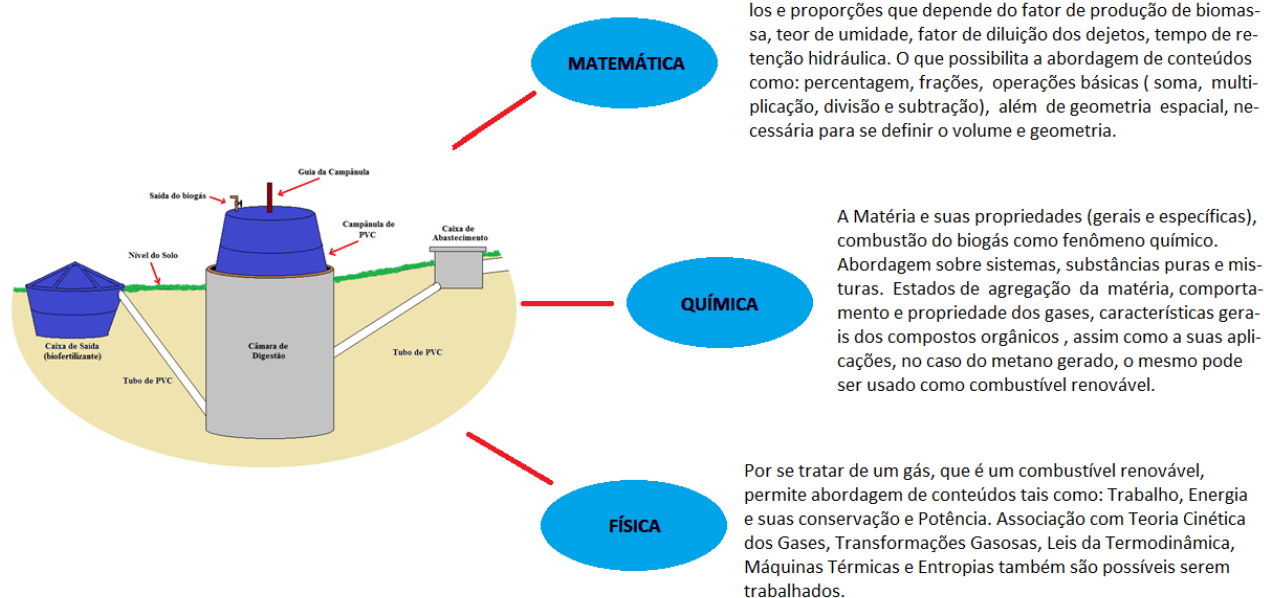 los e proporções que depende do fator de produção de biomas-
sa, teor de umidade, fator de diluição dos dejetos, tempo de re-
tenção hidráulica. O que possibilita a abordagem de conteúdos
como: percentagem, frações, operações básicas ( soma, multi-
plicação, divisão e subtração), além de geometria espacial, ne-
cessária para se definir o volume e geometria.
MATEMÁTICA
Guia da Campânula
Saída do biogás
Campânula de
PVC
Caixa de
Abastecimento
Nível do Solo
Caixa de Saída
(biofertilizante)
Câmara de
Digestão
Tubo de PVC
Tubo de PVC
A Matéria e suas propriedades (gerais e específicas),
combustão do biogás como fenômeno químico.
Abordagem sobre sistemas, substâncias puras e mis-
turas. Estados de agregação da matéria, comporta-
mento e propriedade dos gases, características gera-
is dos compostos orgânicos , assim como a suas apli-
cações, no caso do metano gerado, o mesmo pode
ser usado como combustível renovável.
QUÍMICA
Por se tratar de um gás, que é um combustível renovável,
permite abordagem de conteúdos tais como: Trabalho, Energia
e suas conservação e Potência. Associação com Teoria Cinética
dos Gases, Transformações Gasosas, Leis da Termodinâmica,
Máquinas Térmicas e Entropias também são possíveis serem
trabalhados.
FÍSICA